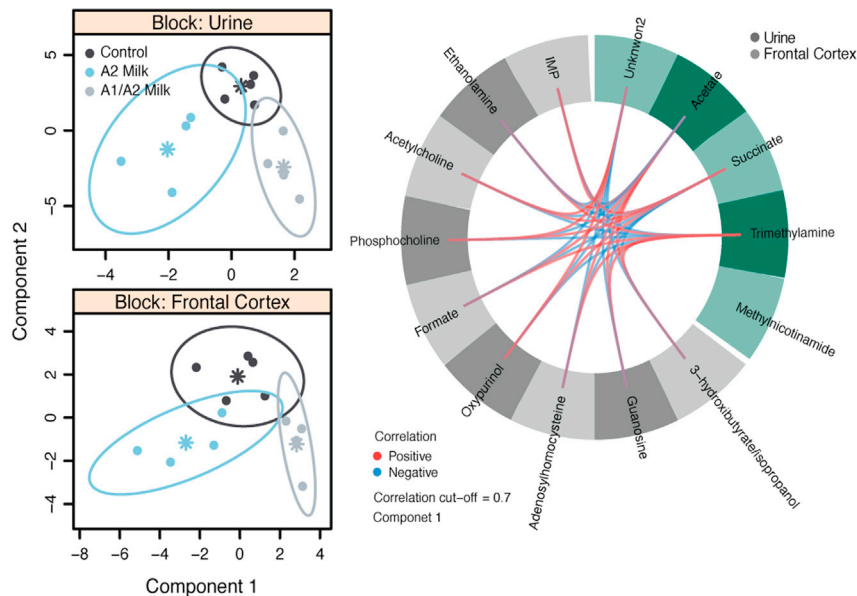 Block: Urine
Control
A2 Milk
A1/A2 Milk
5
0
−5
−4
−2
0
2
Component 2
Block: Frontal Cortex
4
2
0
−2
−4
−8
−6
−4
−2
0
2
4
Component 1
Urine
Frontal Cortex
IMP
Unknwon2
Acetate
Succinate
Trimethylamine
Methylnicotinamide
3−hydroxibutyrate/isopropanol
Guanosine
Adenosylhomocysteine
Oxypurinol
Formate
Phosphocholine
Acetylcholine
Ethanolamine
Correlation
Positive
Negative
Correlation cut−off = 0.7
Componet 1